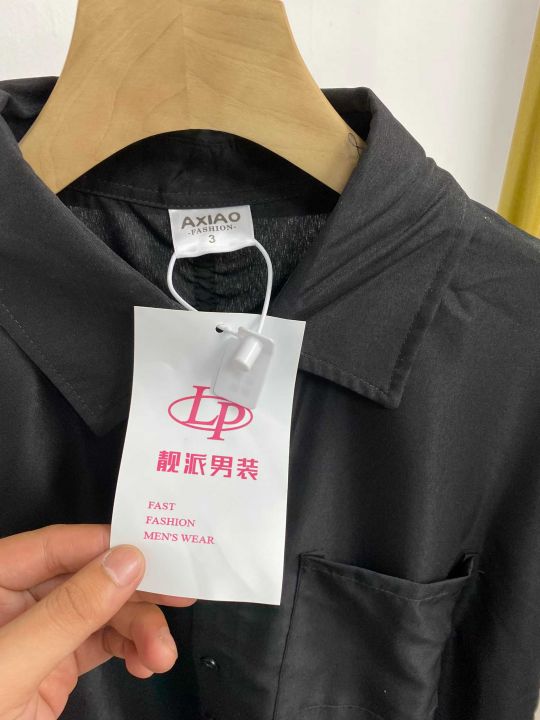 AXIAO
-FASHION-
3
LP
靓派男装
FAST
FASHION
MEN'S WEAR